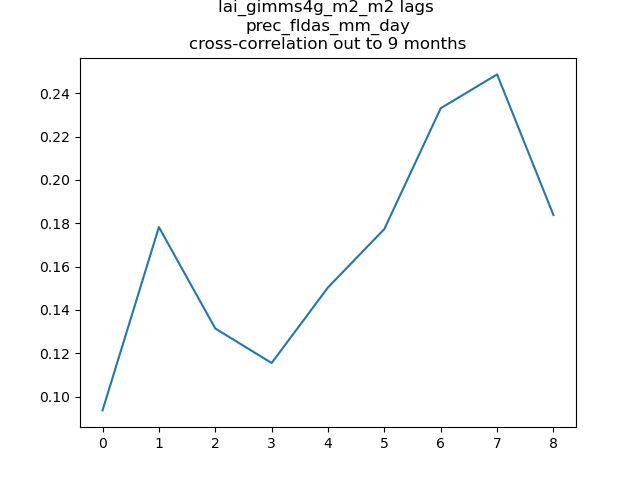 lai_gimms4g_m2_m2 lags
prec_fldas_mm_day
cross-correlation out to 9 months
0.24
0.22
0.20
0.18
0.16
0.14
0.12
0.10
0 1 2 3 4 5 6 7 8